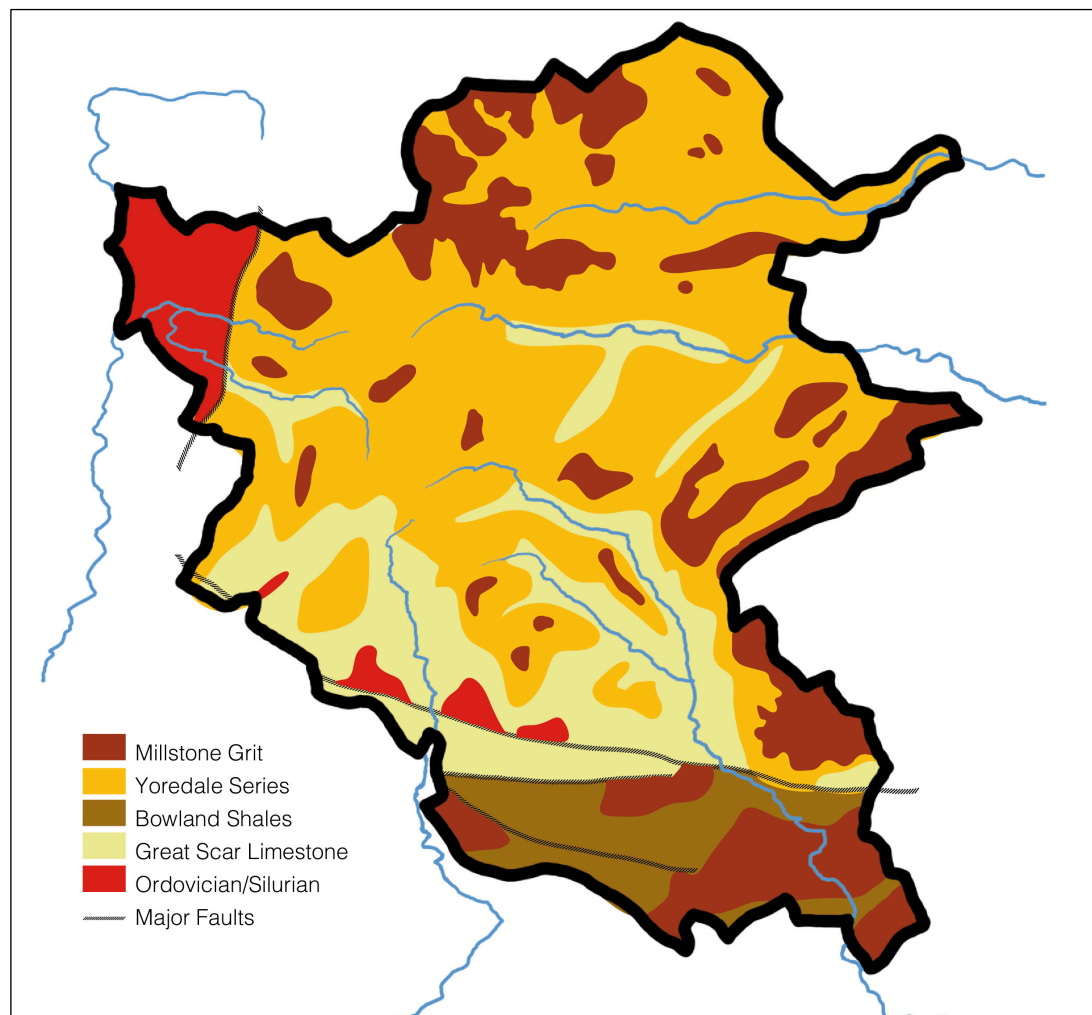 Millstone Grit
Yoredale Series
Bowland Shales
Great Scar Limestone
Ordovician/Silurian
Major Faults